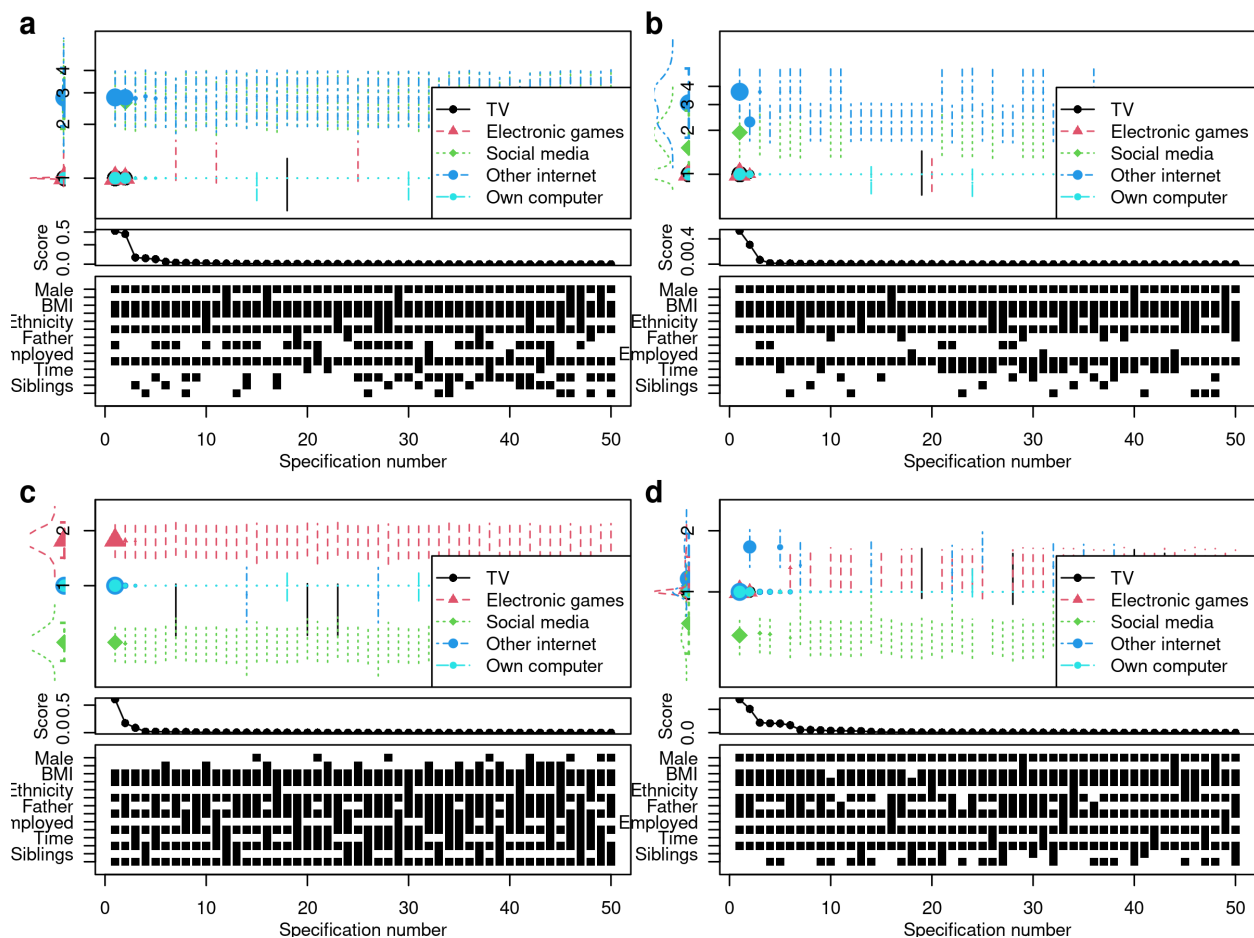 a
4
3
2
1
TV
Electronic games
Social media
Other internet
Own computer
Score
0.0 0.5
Male
BMI
Ethnicity
Father
mployed
Time
Siblings
0 10 20 30 40 50
Specification number
b
4
3
2
1
TV
Electronic games
Social media
Other internet
Own computer
Score
0.00.4
Male
BMI
Ethnicity
Father
Employed
Time
Siblings
0 10 20 30 40 50
Specification number
c
2
1
TV
Electronic games
Social media
Other internet
Own computer
Score
0.00.5
Male
BMI
Ethnicity
Father
mployed
Time
Siblings
0 10 20 30 40 50
Specification number
d
2
1
TV
Electronic games
Social media
Other internet
Own computer
Score
0.0
Male
BMI
Ethnicity
Father
Employed
Time
Siblings
0 10 20 30 40 50
Specification number